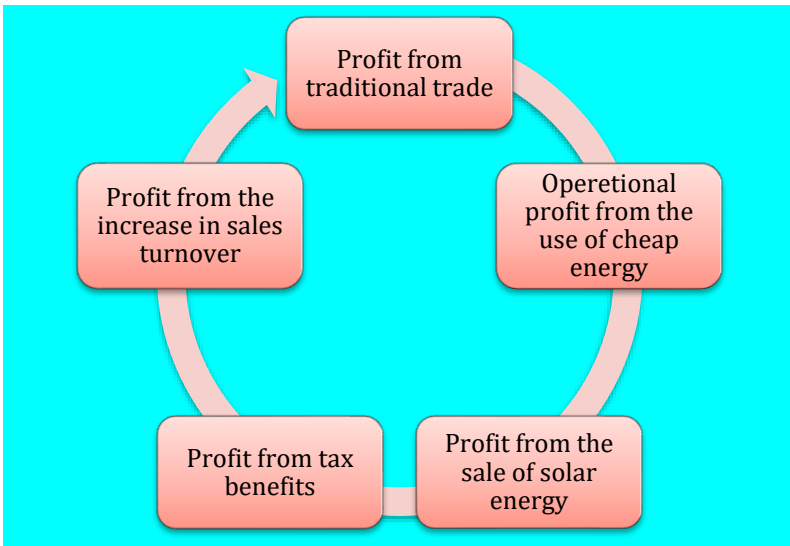 Profit from
traditional trade
Operetional
profit from the
use of cheap
energy
Profit from the
sale of solar
energy
Profit from tax
benefits
Profit from the
increase in sales
turnover